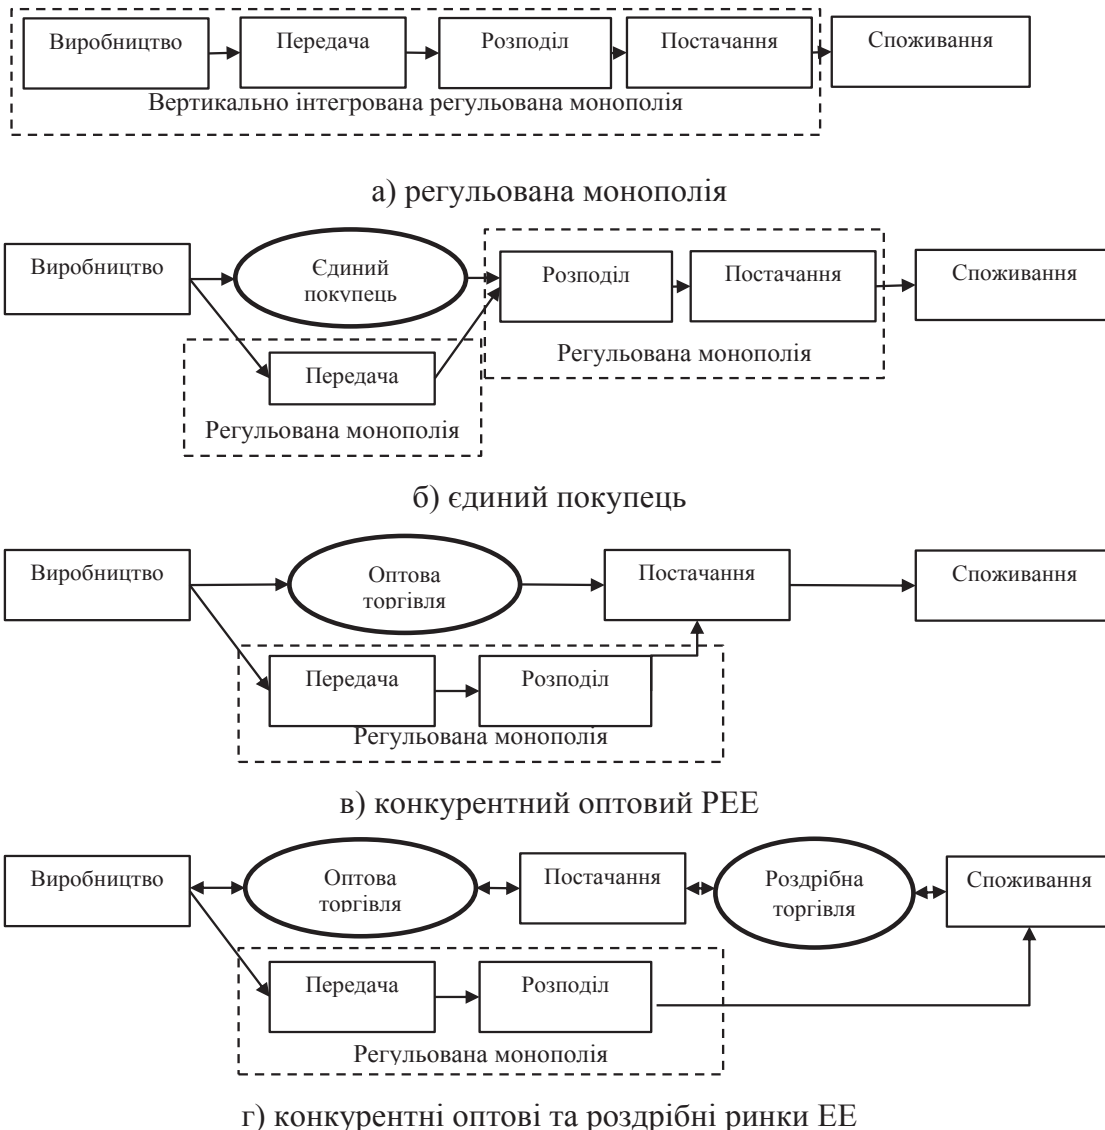 Виробництво
Передача
Розподіл
Постачання
Споживання
Вертикально інтегрована регульована монополія
а) регульована монополія
Виробництво
Єдиний
покупець
Розподіл
Постачання
Споживання
Регульована монополія
Передача
Регульована монополія
б) єдиний покупець
Виробництво
Оптова
торгівля
Постачання
Споживання
Передача
Розподіл
Регульована монополія
в) конкурентний оптовий РЕЕ
Виробництво
Оптова
торгівля
Постачання
Роздрібна
торгівля
Споживання
Передача
Розподіл
Регульована монополія
г) конкурентні оптові та роздрібні ринки ЕЕ